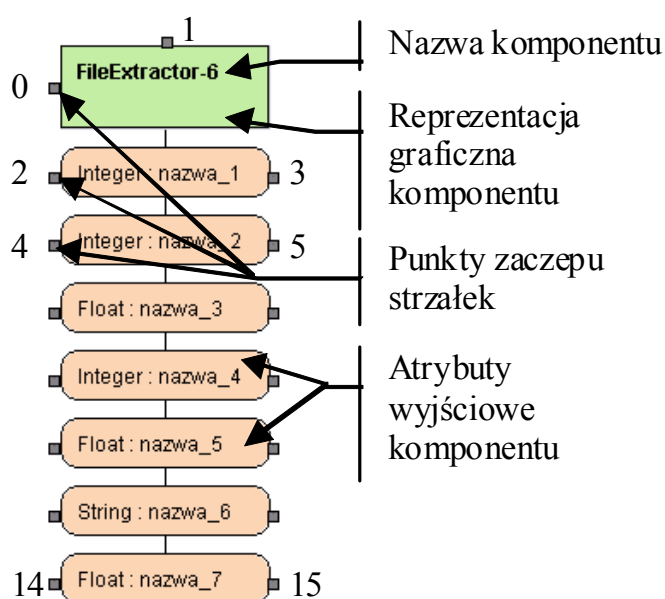 1
Nazwa komponentu
FileExtractor-6
0
Reprezentacja
graficzna
komponentu
2
Integer : nazwa_1
3
4
Integer : nazwa_2
5
Punkty zaczepu
strzałek
Float : nazwa_3
Integer : nazwa_4
Atrybuty
wyjściowe
komponentu
Float : nazwa_5
String : nazwa_6
14
Float : nazwa_7
15